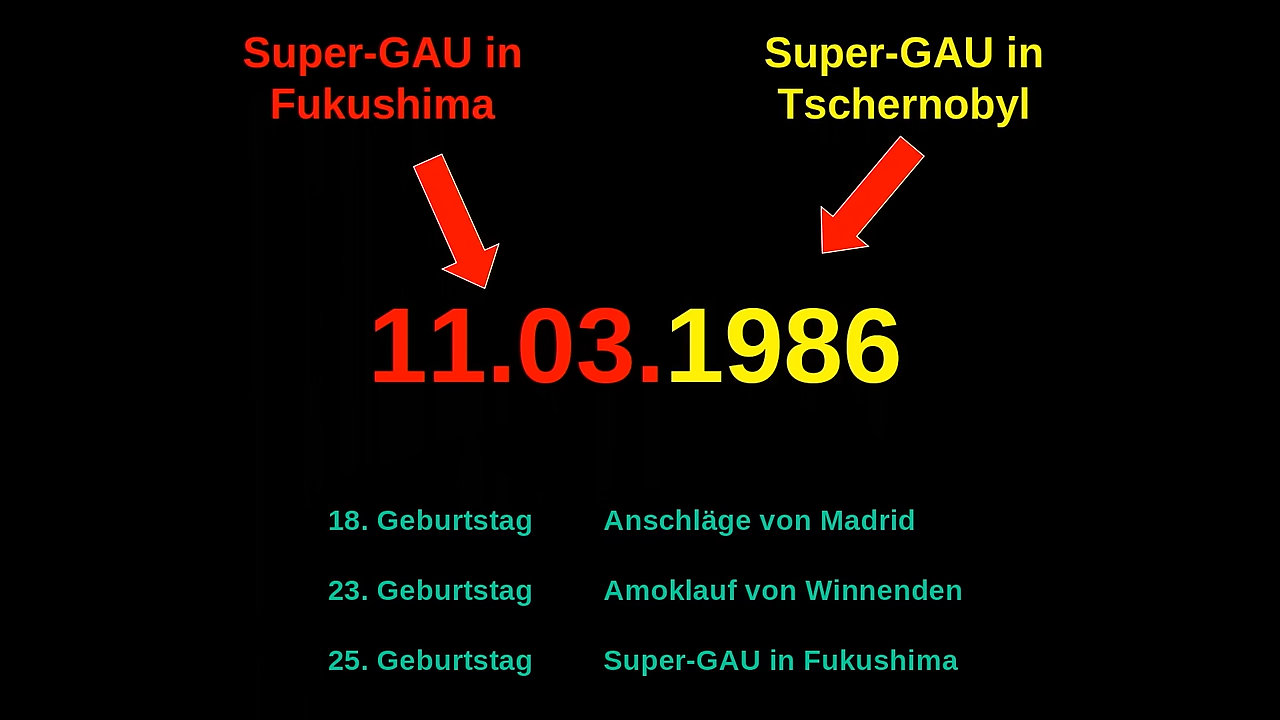 Super-GAU in
Fukushima
Super-GAU in
Tschernobyl
11.03.1986
18. Geburtstag Anschläge von Madrid
23. Geburtstag Amoklauf von Winnenden
25. Geburtstag Super-GAU in Fukushima